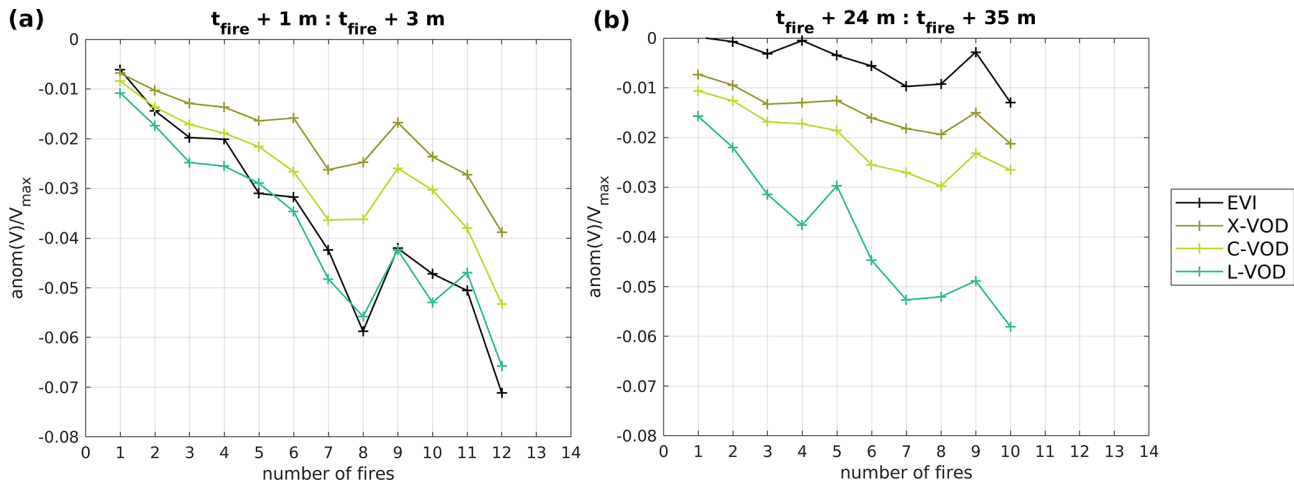 (a)
t_fire + 1 m : t_fire + 3 m
0
-0.01
-0.02
-0.03
-0.04
-0.05
-0.06
-0.07
-0.08
anom(V)/V_max
0 1 2 3 4 5 6 7 8 9 10 11 12 13 14
number of fires
(b)
t_fire + 24 m : t_fire + 35 m
0
-0.01
-0.02
-0.03
-0.04
-0.05
-0.06
-0.07
-0.08
anom(V)/V_max
0 1 2 3 4 5 6 7 8 9 10 11 12 13 14
number of fires
EVI
X-VOD
C-VOD
L-VOD